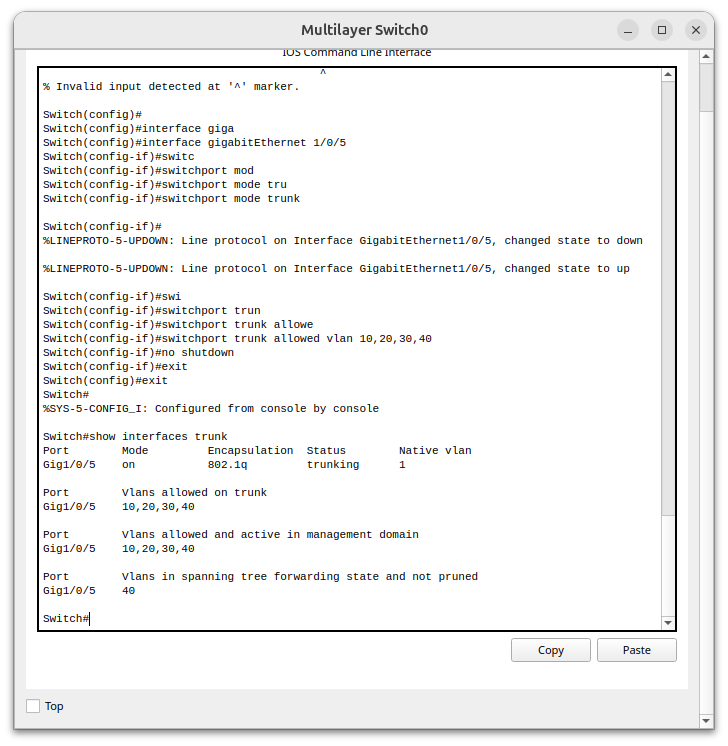 Multilayer Switch0
IOS Command Line Interface
^
% Invalid input detected at '^' marker.
Switch(config)#
Switch(config)#interface giga
Switch(config)#interface gigabitEthernet 1/0/5
Switch(config-if)#switc
Switch(config-if)#switchport mod
Switch(config-if)#switchport mode tru
Switch(config-if)#switchport mode trunk
Switch(config-if)#
%LINEPROTO-5-UPDOWN: Line protocol on Interface GigabitEthernet1/0/5, changed state to down
%LINEPROTO-5-UPDOWN: Line protocol on Interface GigabitEthernet1/0/5, changed state to up
Switch(config-if)#swi
Switch(config-if)#switchport trun
Switch(config-if)#switchport trunk allowe
Switch(config-if)#switchport trunk allowed vlan 10,20,30,40
Switch(config-if)#no shutdown
Switch(config-if)#exit
Switch(config)#exit
Switch#
%SYS-5-CONFIG_I: Configured from console by console
Switch#show interfaces trunk
Port        Mode         Encapsulation  Status        Native vlan
Gig1/0/5    on           802.1q         trunking      1
Port        Vlans allowed on trunk
Gig1/0/5    10,20,30,40
Port        Vlans allowed and active in management domain
Gig1/0/5    10,20,30,40
Port        Vlans in spanning tree forwarding state and not pruned
Gig1/0/5    40
Switch#
Copy
Paste
Top